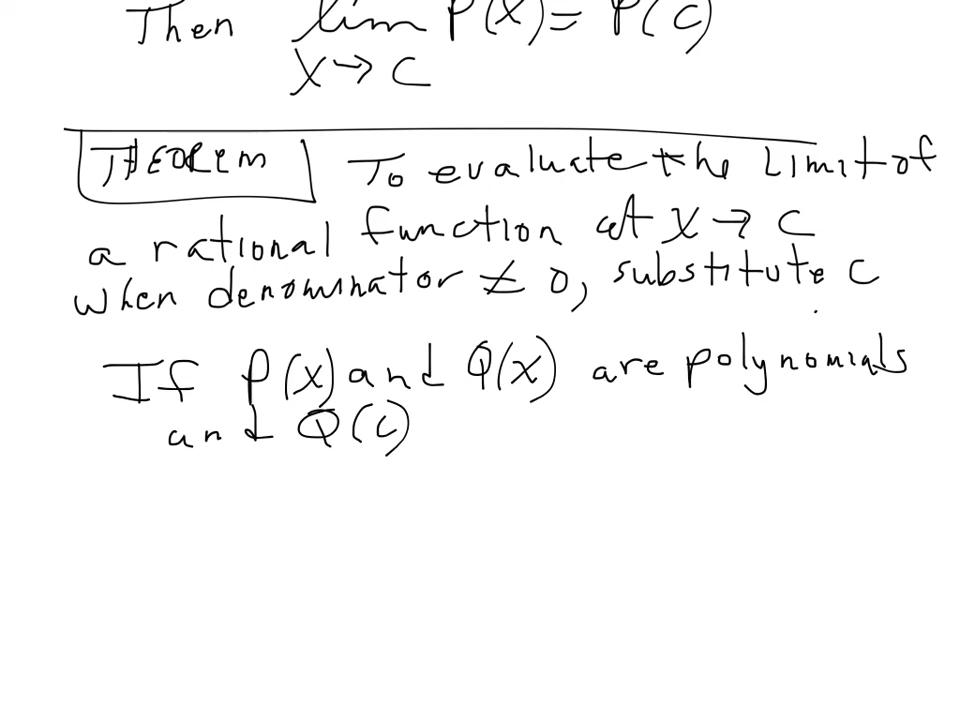 Then lim P(x) = P(c)
x → c
THEOREM To evaluate the Limit of
a rational function at x → c
when denominator ≠ 0, substitute c
If P(x) and Q(x) are polynomials
and Q(c)